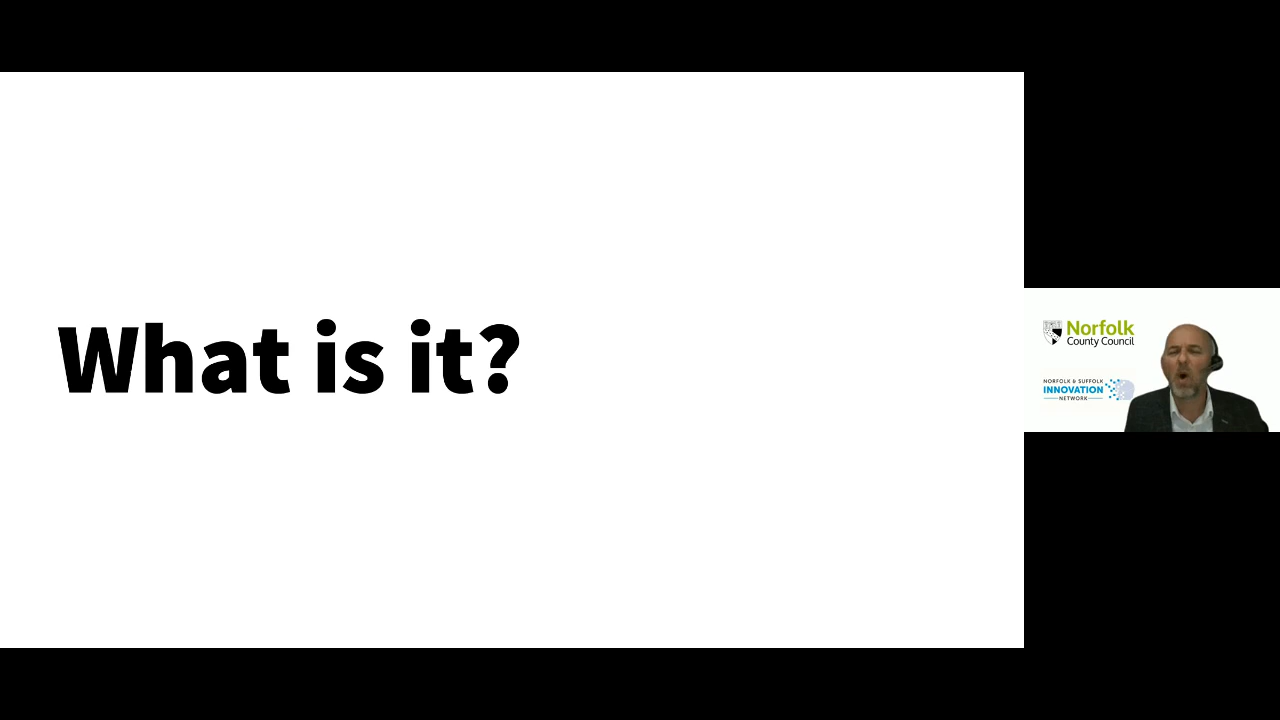 What is it?
Norfolk
County Council
NORFOLK & SUFFOLK
INNOVATION
NETWORK